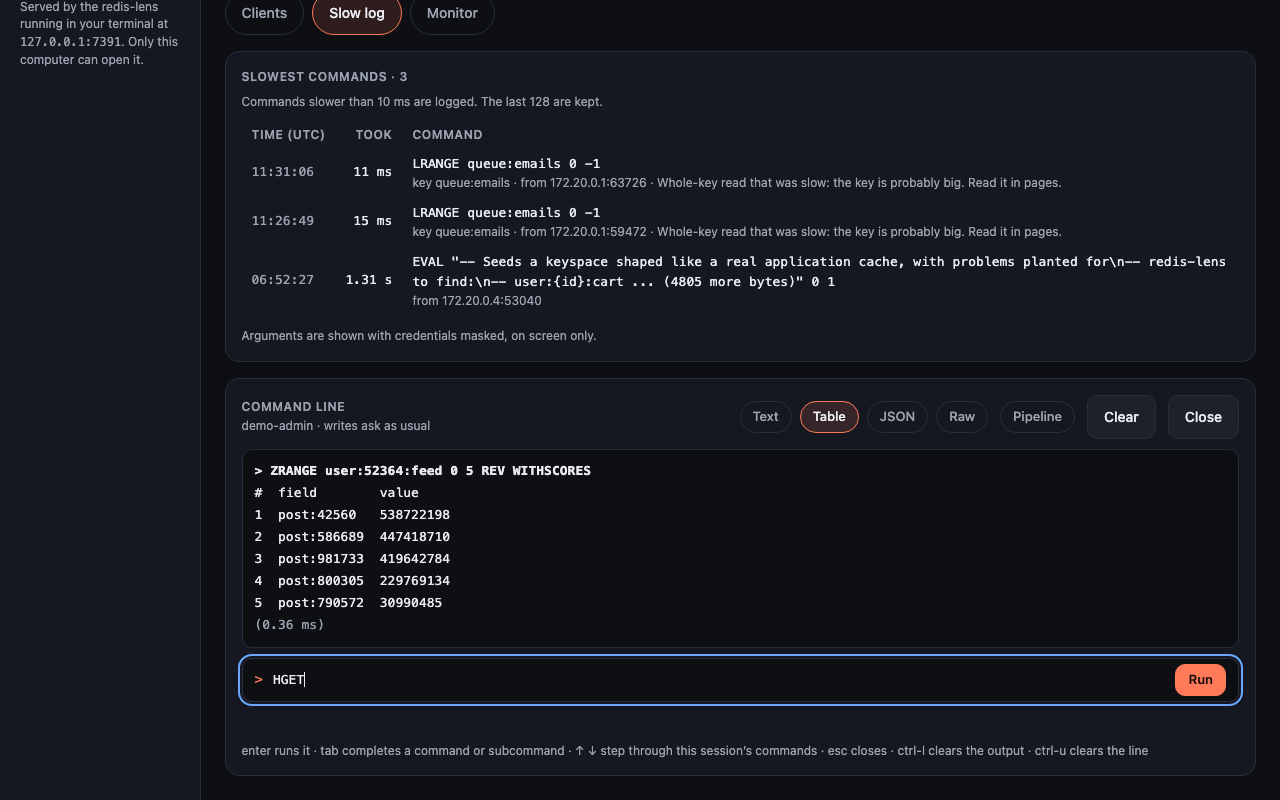 Served by the redis-lens
running in your terminal at
127.0.0.1:7391. Only this
computer can open it.
Clients
Slow log
Monitor
SLOWEST COMMANDS · 3
Commands slower than 10 ms are logged. The last 128 are kept.
TIME (UTC) TOOK COMMAND
11:31:06 11 ms LRANGE queue:emails 0 -1
key queue:emails · from 172.20.0.1:63726 · Whole-key read that was slow: the key is probably big. Read it in pages.
11:26:49 15 ms LRANGE queue:emails 0 -1
key queue:emails · from 172.20.0.1:59472 · Whole-key read that was slow: the key is probably big. Read it in pages.
06:52:27 1.31 s EVAL "-- Seeds a keyspace shaped like a real application cache, with problems planted for\n-- redis-lens
to find:\n-- user:{id}:cart ... (4805 more bytes)" 0 1
from 172.20.0.4:53040
Arguments are shown with credentials masked, on screen only.
COMMAND LINE
demo-admin · writes ask as usual
Text
Table
JSON
Raw
Pipeline
Clear
Close
> ZRANGE user:52364:feed 0 5 REV WITHSCORES
# field value
1 post:42560 538722198
2 post:586689 447418710
3 post:981733 419642784
4 post:800305 229769134
5 post:790572 30990485
(0.36 ms)
> HGET
Run
enter runs it · tab completes a command or subcommand · ↑ ↓ step through this session's commands · esc closes · ctrl-l clears the output · ctrl-u clears the line